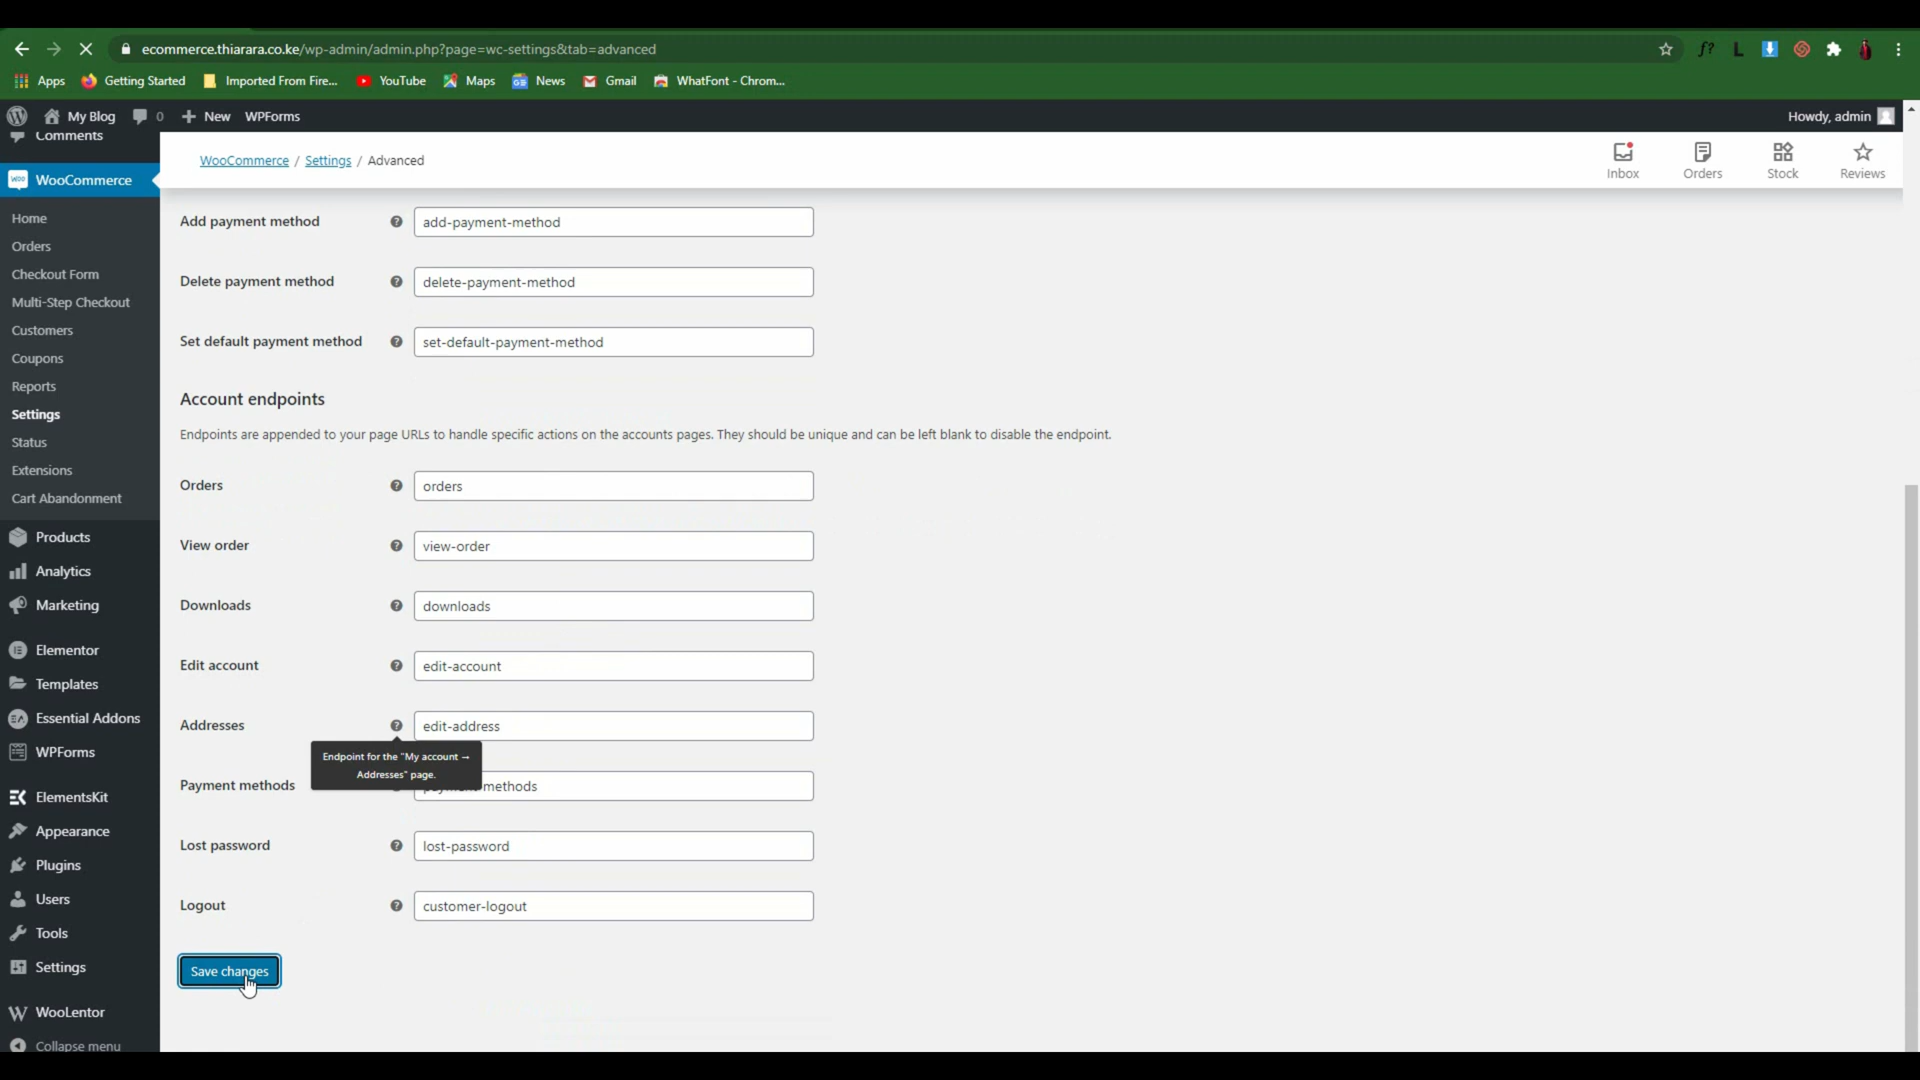 ecommerce.thiarara.co.ke/wp-admin/admin.php?page=wc-settings&tab=advanced
f?
L
Apps
Getting Started
Imported From Fire...
YouTube
Maps
News
Gmail
WhatFont - Chrom...
My Blog
0
New
WPForms
Howdy, admin
Comments
WooCommerce / Settings / Advanced
Inbox
Orders
Stock
Reviews
WooCommerce
Home
Orders
Checkout Form
Multi-Step Checkout
Customers
Coupons
Reports
Settings
Status
Extensions
Cart Abandonment
Products
Analytics
Marketing
Elementor
Templates
Essential Addons
WPForms
ElementsKit
Appearance
Plugins
Users
Tools
Settings
WooLentor
Collapse menu
Add payment method
add-payment-method
Delete payment method
delete-payment-method
Set default payment method
set-default-payment-method
Account endpoints
Endpoints are appended to your page URLs to handle specific actions on the accounts pages. They should be unique and can be left blank to disable the endpoint.
Orders
orders
View order
view-order
Downloads
downloads
Edit account
edit-account
Addresses
edit-address
Endpoint for the "My account →
Addresses" page.
Payment methods
methods
Lost password
lost-password
Logout
customer-logout
Save changes